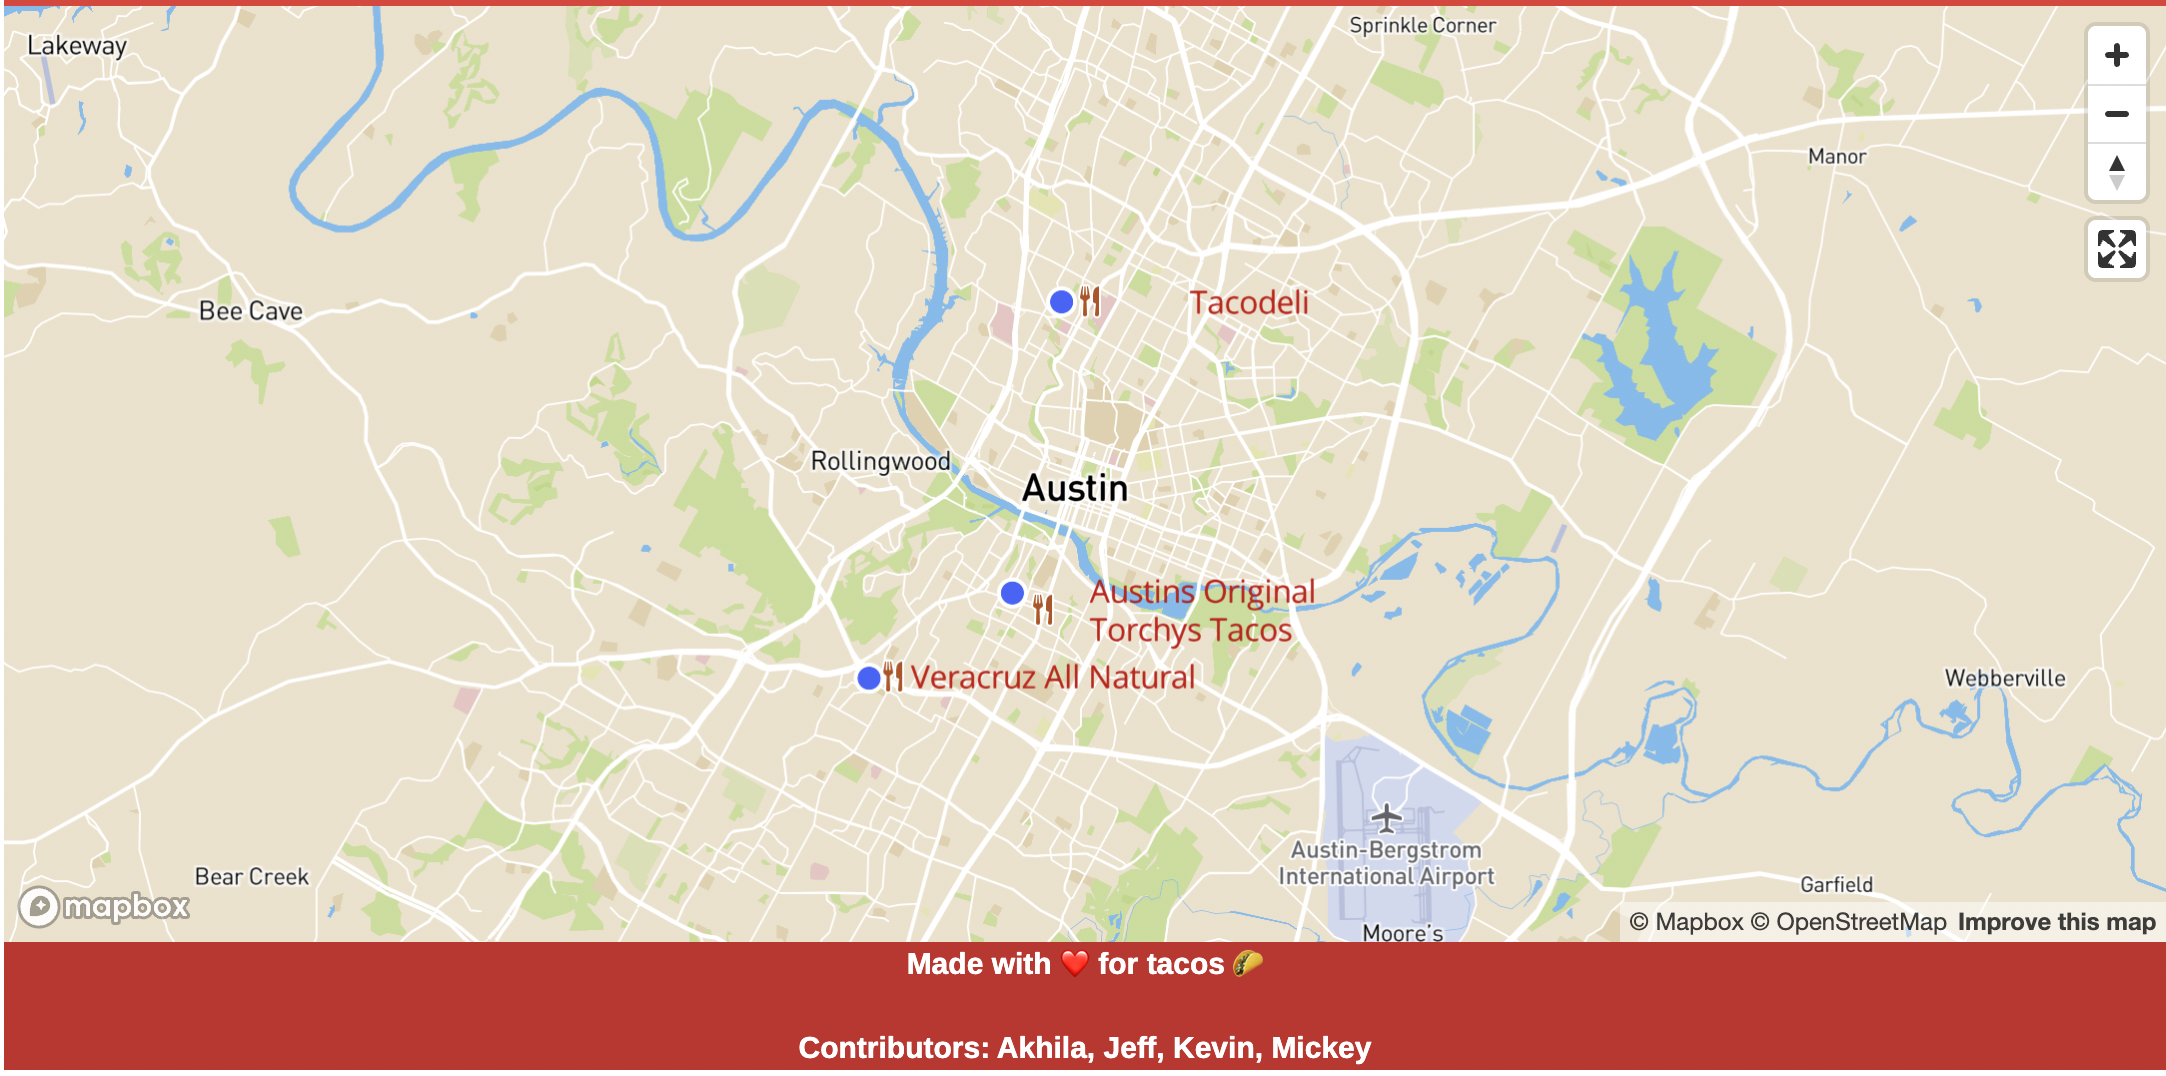 Sprinkle Corner
Lakeway
Manor
Bee Cave
Tacodeli
Rollingwood
Austin
Austins Original
Torchys Tacos
Veracruz All Natural
Webberville
Austin-Bergstrom
International Airport
Bear Creek
Garfield
mapbox
© Mapbox © OpenStreetMap Improve this map
Moore's
Made with ❤️ for tacos 🌮
Contributors: Akhila, Jeff, Kevin, Mickey